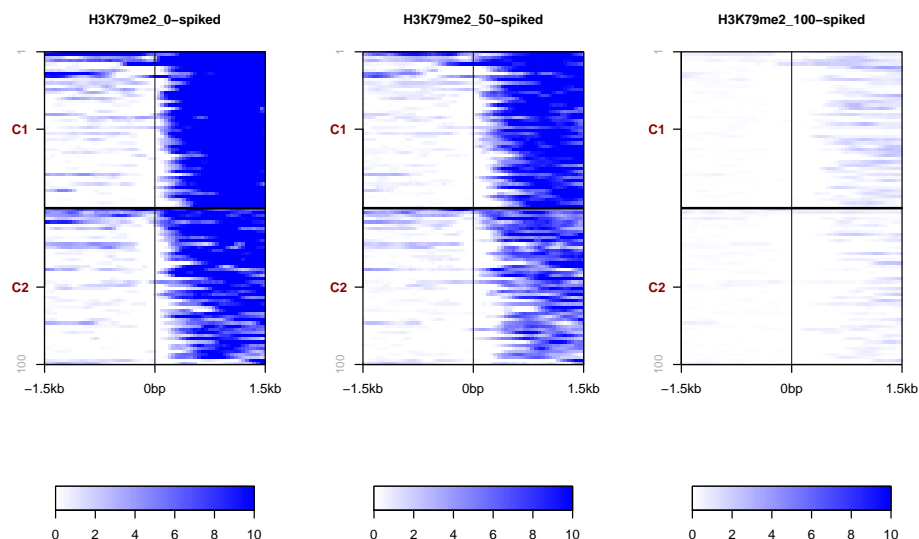 H3K79me2_0−spiked
H3K79me2_50−spiked
H3K79me2_100−spiked
1
1
1
C1
C1
C1
C2
C2
C2
100
100
100
−1.5kb 0bp 1.5kb
−1.5kb 0bp 1.5kb
−1.5kb 0bp 1.5kb
0 2 4 6 8 10
0 2 4 6 8 10
0 2 4 6 8 10